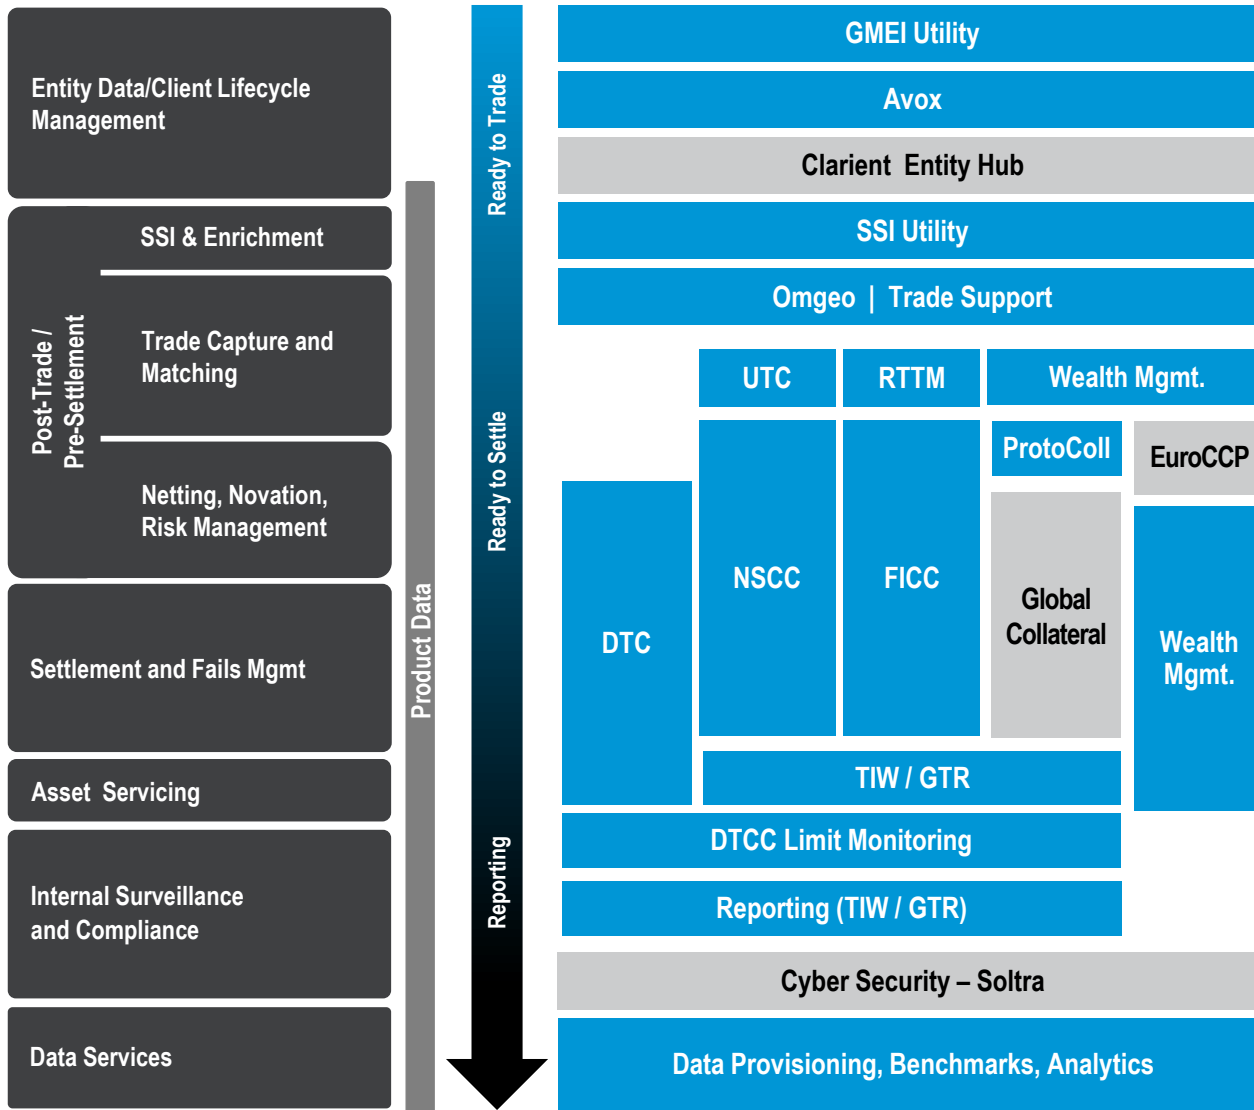 Entity Data/Client Lifecycle
Management
Post-Trade /
Pre-Settlement
SSI & Enrichment
Trade Capture and
Matching
Netting, Novation,
Risk Management
Settlement and Fails Mgmt
Asset Servicing
Internal Surveillance
and Compliance
Data Services
Product Data
Ready to Trade
Ready to Settle
Reporting
GMEI Utility
Avox
Clarient Entity Hub
SSI Utility
Omgeo | Trade Support
UTC
RTTM
Wealth Mgmt.
ProtoColl
EuroCCP
DTC
NSCC
FICC
Global
Collateral
Wealth
Mgmt.
TIW / GTR
DTCC Limit Monitoring
Reporting (TIW / GTR)
Cyber Security – Soltra
Data Provisioning, Benchmarks, Analytics